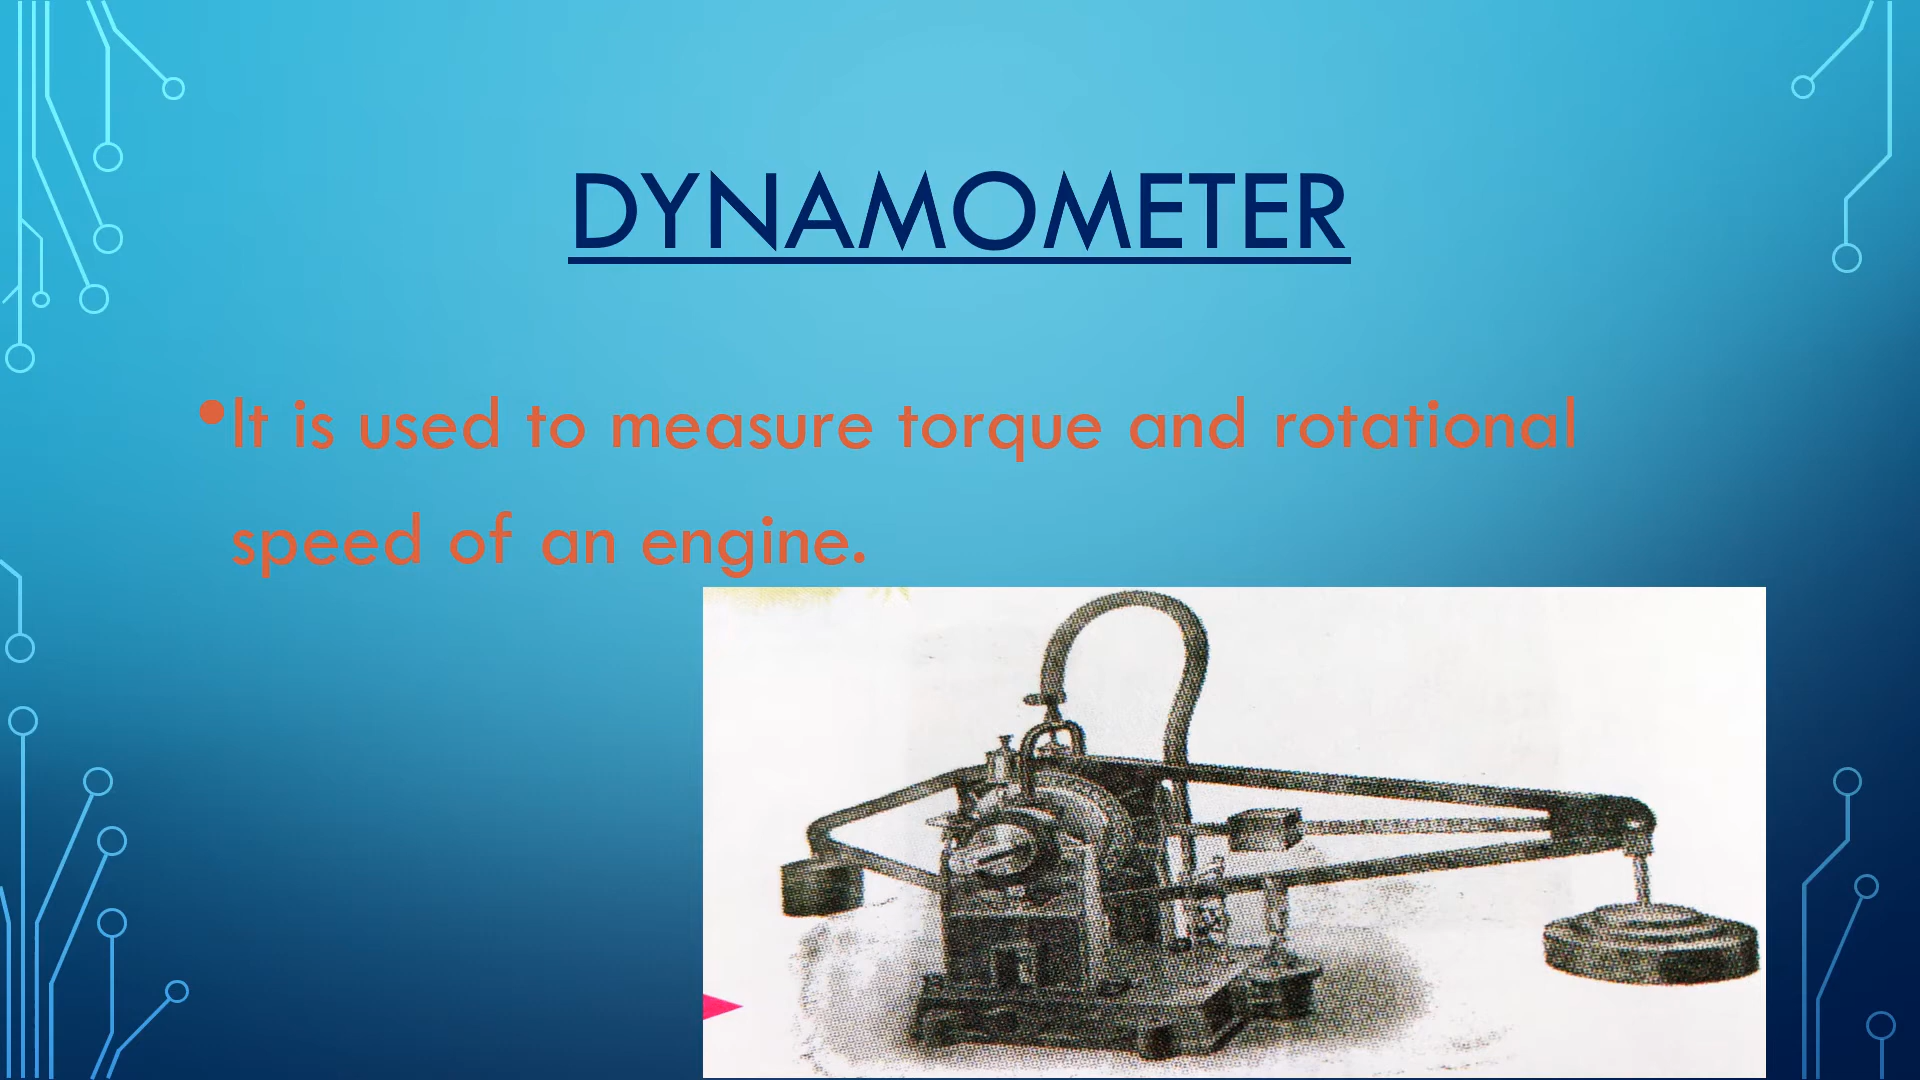 DYNAMOMETER
•It is used to measure torque and rotational
speed of an engine.